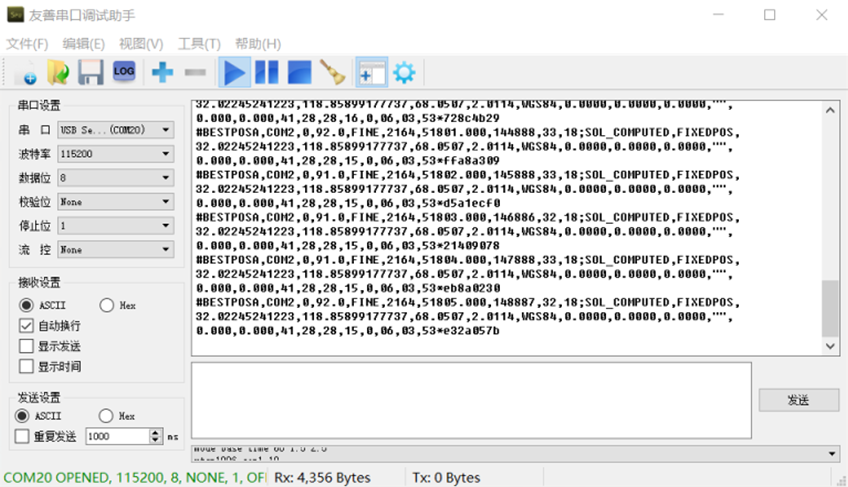 友善串口调试助手
文件(F) 编辑(E) 视图(V) 工具(T) 帮助(H)
LOG
串口设置
串 口 USB Se...(COM20)
波特率 115200
数据位 8
校验位 None
停止位 1
流 控 None
接收设置
ASCII Hex
自动换行
显示发送
显示时间
发送设置
ASCII Hex
重复发送 1000 ms
32.02245241223,118.85899177737,68.0507,2.0114,WGS84,0.0000,0.0000,0.0000,"",
0.000,0.000,41,28,28,16,0,06,03,53*728c4b29
#BESTPOSA,COM2,0,92.0,FINE,2164,51801.000,144888,33,18;SOL_COMPUTED,FIXEDPOS,
32.02245241223,118.85899177737,68.0507,2.0114,WGS84,0.0000,0.0000,0.0000,"",
0.000,0.000,41,28,28,15,0,06,03,53*ffa8a309
#BESTPOSA,COM2,0,91.0,FINE,2164,51802.000,145888,33,18;SOL_COMPUTED,FIXEDPOS,
32.02245241223,118.85899177737,68.0507,2.0114,WGS84,0.0000,0.0000,0.0000,"",
0.000,0.000,41,28,28,15,0,06,03,53*d5a1ecf0
#BESTPOSA,COM2,0,91.0,FINE,2164,51803.000,146886,32,18;SOL_COMPUTED,FIXEDPOS,
32.02245241223,118.85899177737,68.0507,2.0114,WGS84,0.0000,0.0000,0.0000,"",
0.000,0.000,41,28,28,15,0,06,03,53*21409078
#BESTPOSA,COM2,0,91.0,FINE,2164,51804.000,147888,33,18;SOL_COMPUTED,FIXEDPOS,
32.02245241223,118.85899177737,68.0507,2.0114,WGS84,0.0000,0.0000,0.0000,"",
0.000,0.000,41,28,28,15,0,06,03,53*eb8a0230
#BESTPOSA,COM2,0,92.0,FINE,2164,51805.000,148887,32,18;SOL_COMPUTED,FIXEDPOS,
32.02245241223,118.85899177737,68.0507,2.0114,WGS84,0.0000,0.0000,0.0000,"",
0.000,0.000,41,28,28,15,0,06,03,53*e32a057b
发送
mode base time 60 1.5 2.5
COM20 OPENED, 115200, 8, NONE, 1, OF Rx: 4,356 Bytes Tx: 0 Bytes